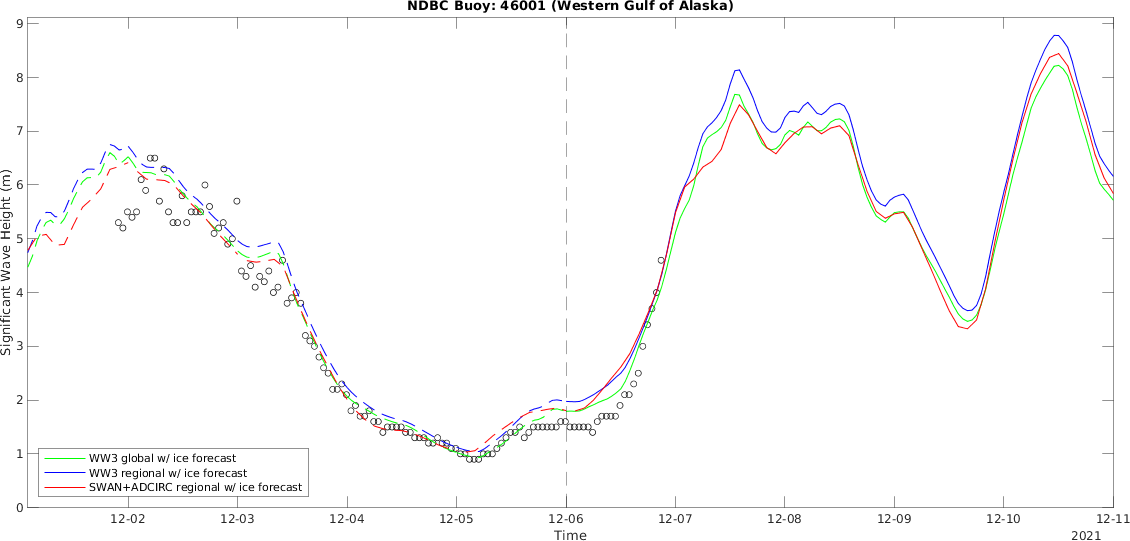 NDBC Buoy: 46001 (Western Gulf of Alaska)
9
8
7
6
5
4
3
2
1
0
Significant Wave Height (m)
WW3 global w/ ice forecast
WW3 regional w/ ice forecast
SWAN+ADCIRC regional w/ ice forecast
12-02 12-03 12-04 12-05 12-06 12-07 12-08 12-09 12-10 12-11
Time
2021